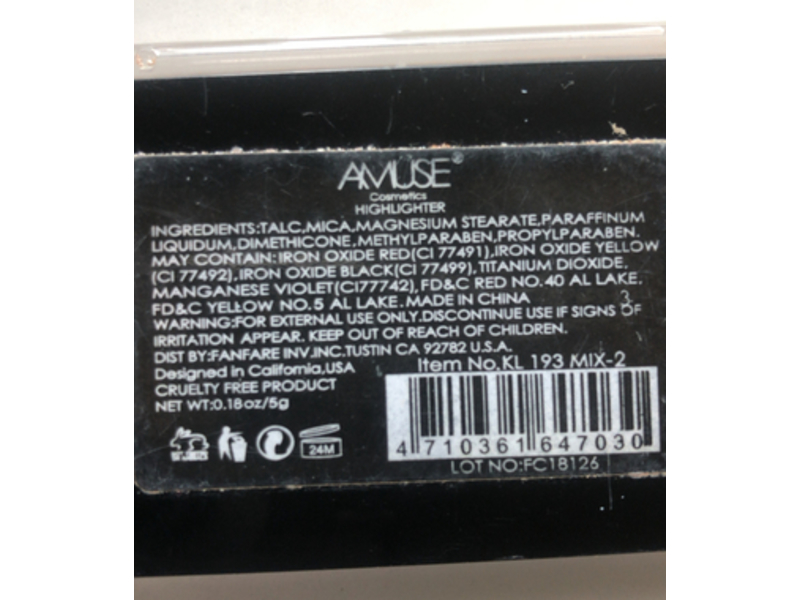 AMUSE®
Cosmetics
HIGHLIGHTER
INGREDIENTS:TALC,MICA,MAGNESIUM STEARATE,PARAFFINUM
LIQUIDUM,DIMETHICONE,METHYLPARABEN,PROPYLPARABEN.
MAY CONTAIN: IRON OXIDE RED(CI 77491),IRON OXIDE YELLOW
(CI 77492),IRON OXIDE BLACK(CI 77499),TITANIUM DIOXIDE,
MANGANESE VIOLET(CI77742),FD&C RED NO.40 AL LAKE,
FD&C YELLOW NO.5 AL LAKE.MADE IN CHINA 3
WARNING:FOR EXTERNAL USE ONLY.DISCONTINUE USE IF SIGNS OF
IRRITATION APPEAR. KEEP OUT OF REACH OF CHILDREN.
DIST BY:FANFARE INV.INC.TUSTIN CA 92782 U.S.A.
Designed in California,USA
CRUELTY FREE PRODUCT
NET WT:0.18oz/5g
Item No.KL 193 MIX-2
24M
4 710361 647030
LOT NO:FC18126